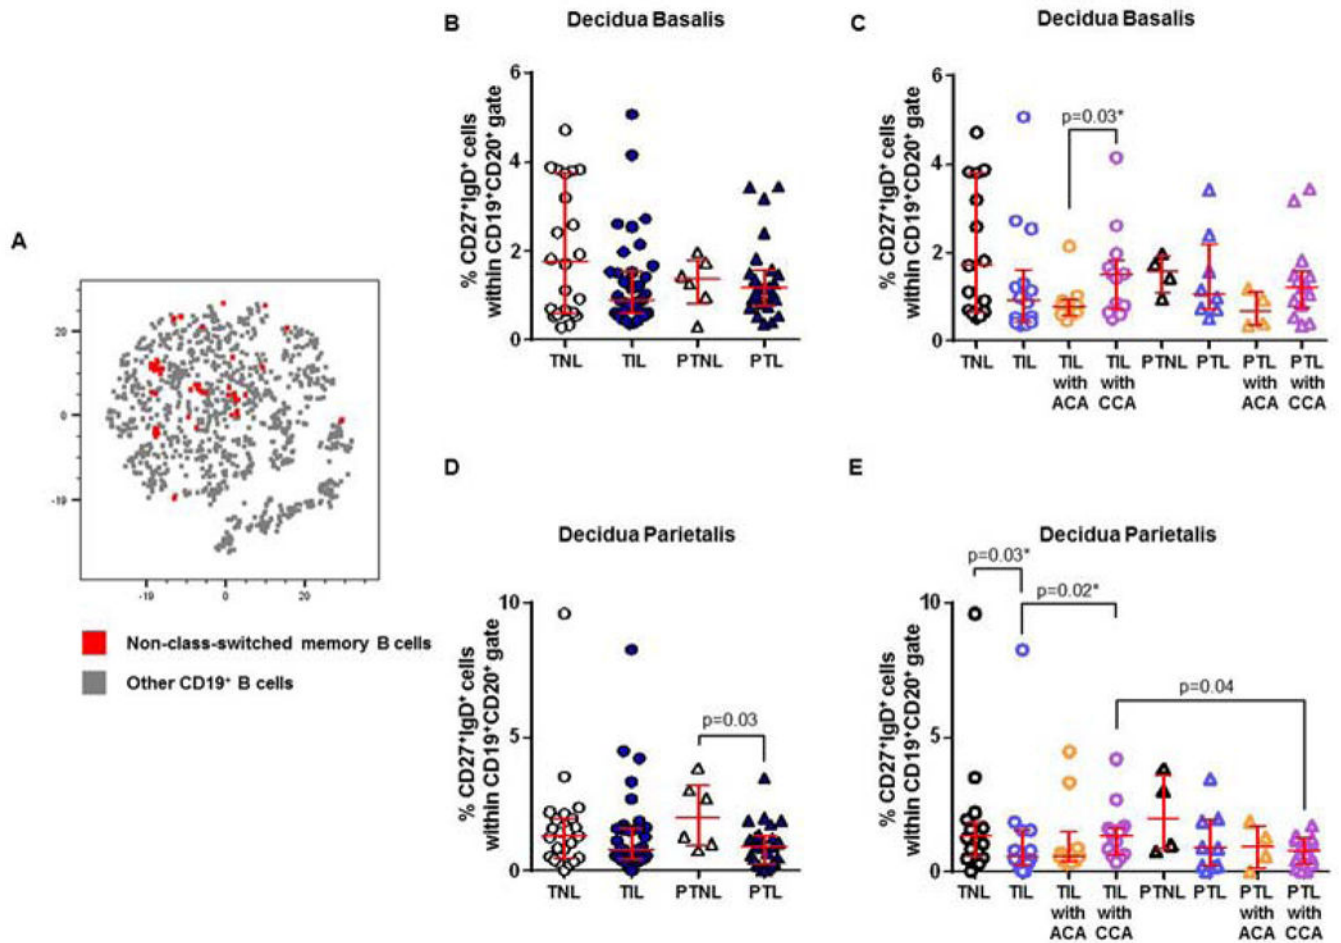 A
20
0
-19
-19
0
20
Non-class-switched memory B cells
Other CD19⁺ B cells
B
Decidua Basalis
% CD27⁺IgD⁺ cells
within CD19⁺CD20⁺ gate
6
4
2
0
TNL TIL PTNL PTL
C
Decidua Basalis
% CD27⁺IgD⁺ cells
within CD19⁺CD20⁺ gate
6
4
2
0
p=0.03*
TNL TIL TIL TIL PTNL PTL PTL PTL
with with with with
ACA CCA ACA CCA
D
Decidua Parietalis
% CD27⁺IgD⁺ cells
within CD19⁺CD20⁺ gate
10
5
0
p=0.03
TNL TIL PTNL PTL
E
Decidua Parietalis
% CD27⁺IgD⁺ cells
within CD19⁺CD20⁺ gate
10
5
0
p=0.03*
p=0.02*
p=0.04
TNL TIL TIL TIL PTNL PTL PTL PTL
with with with with
ACA CCA ACA CCA